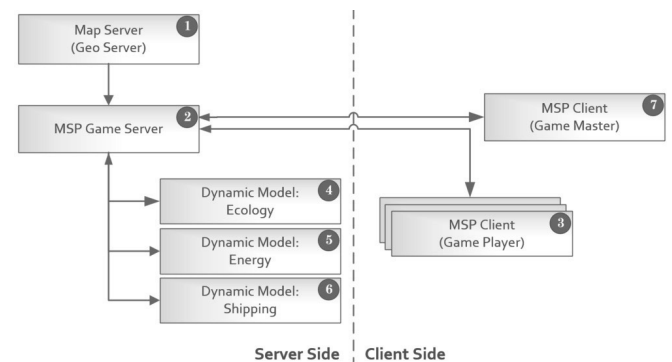 1
Map Server
(Geo Server)
2
MSP Game Server
7
MSP Client
(Game Master)
4
Dynamic Model:
Ecology
3
MSP Client
(Game Player)
5
Dynamic Model:
Energy
6
Dynamic Model:
Shipping
Server Side
Client Side